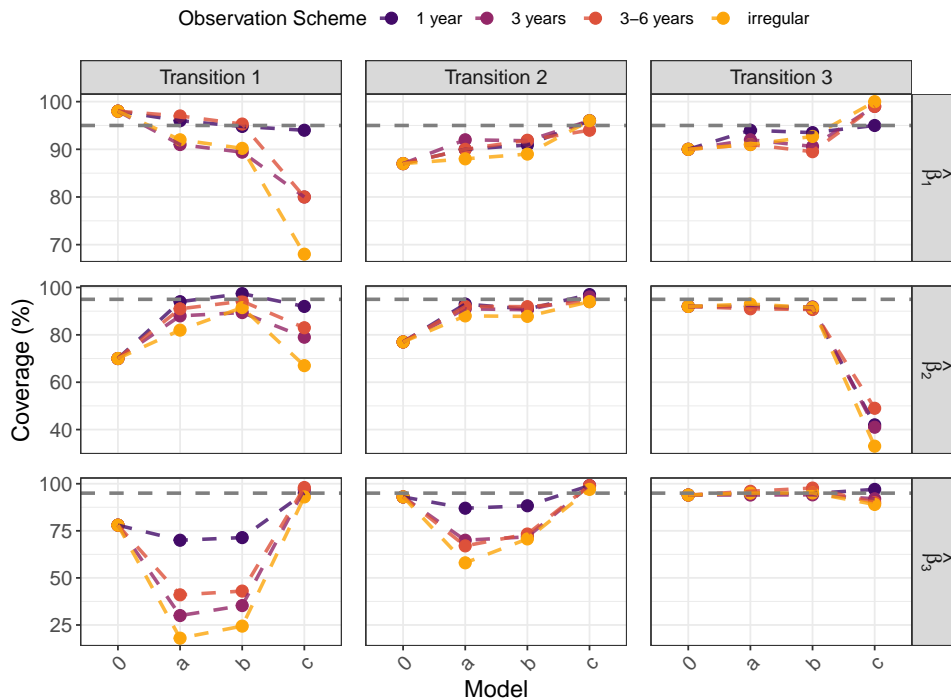 Observation Scheme 1 year 3 years 3–6 years irregular
Transition 1 Transition 2 Transition 3
100
90
80
70
β̂₁
100
80
60
40
β̂₂
100
75
50
25
β̂₃
Coverage (%)
0 a b c 0 a b c 0 a b c
Model